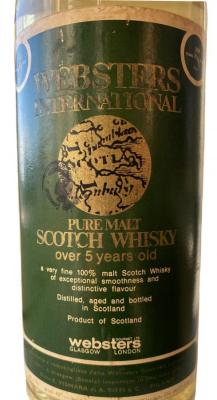 WEBSTERS
INTERNATIONAL
SCOTLAND
PURE MALT
SCOTCH WHISKY
over 5 years old
a very fine 100% malt Scotch Whisky
of exceptional smoothness and
distinctive flavour
Distilled, aged and bottled
in Scotland
Product of Scotland
websters
GLASGOW LONDON